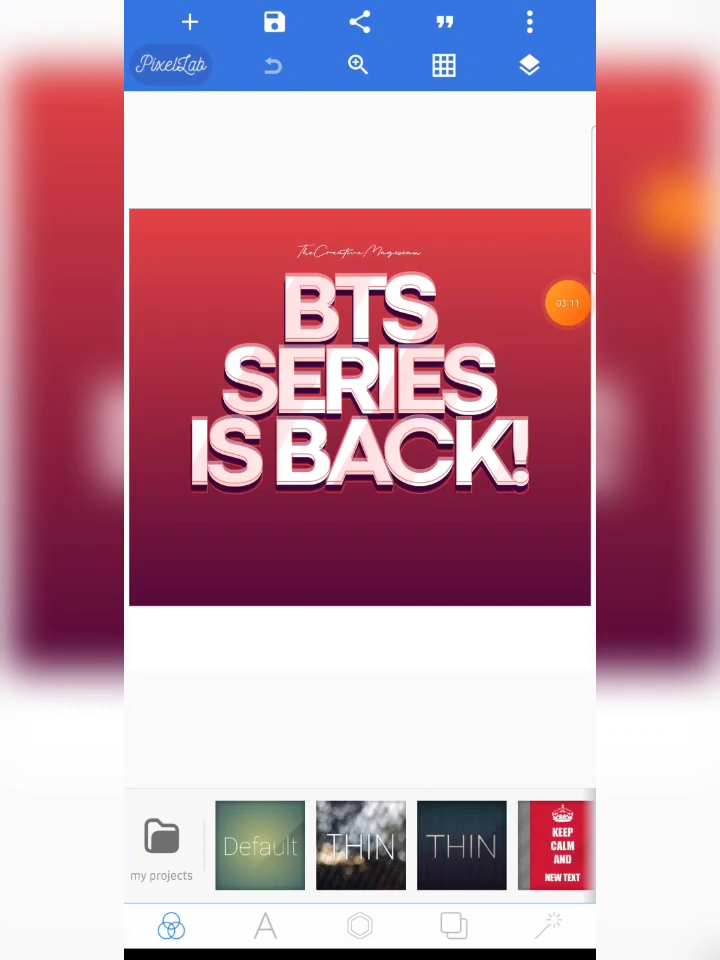 PixelLab
TheCreativeMagician
BTS
SERIES
IS BACK!
03:11
my projects
Default
THIN
THIN
KEEP
CALM
AND
NEW TEXT